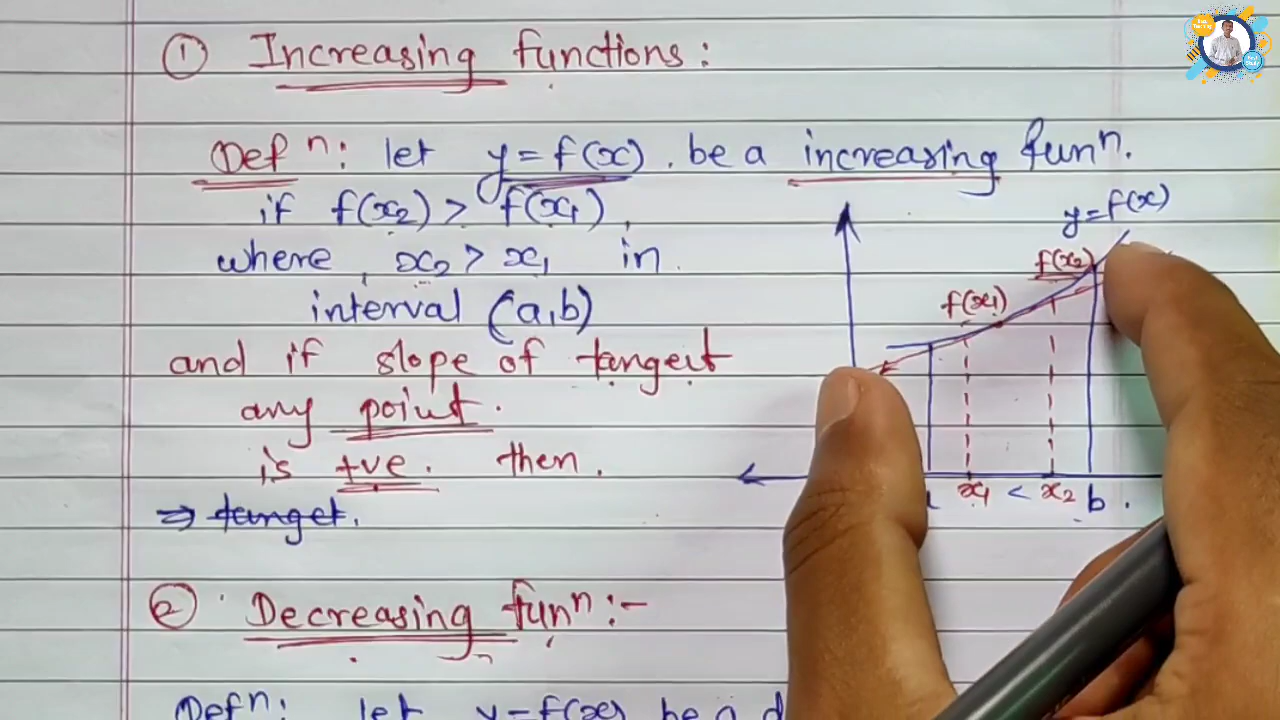 ① Increasing functions:
Defⁿ: let y=f(x). be a increasing funⁿ.
if f(x₂) > f(x₁),
where, x₂ > x₁ in.
interval (a,b)
and if slope of tangent
any point.
is +ve. then.
⇒ tanget.
y=f(x)
f(x₂)
f(x₁)
x₁ < x₂ b.
② Decreasing funⁿ:-
Defⁿ: let y=f(x) be a d